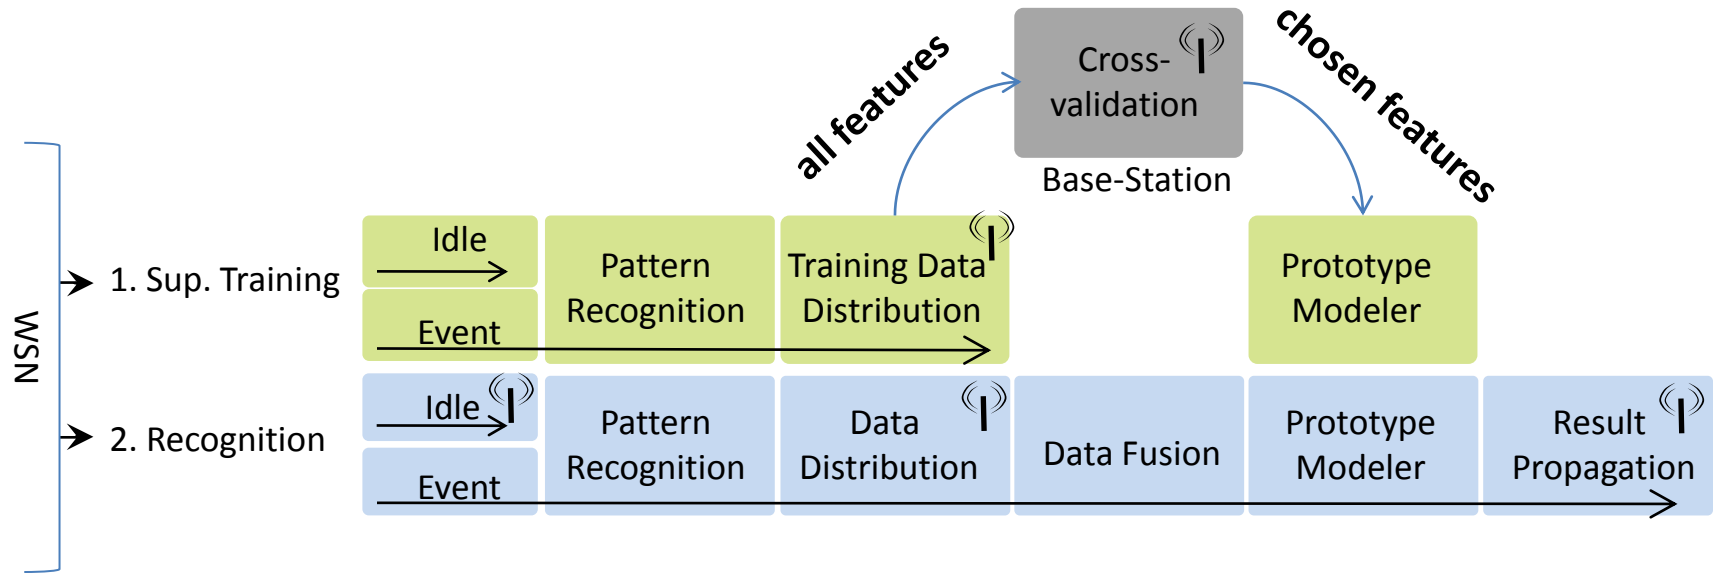 all features
Cross-
validation
chosen features
Base-Station
WSN
1. Sup. Training
Idle
Event
Pattern
Recognition
Training Data
Distribution
Prototype
Modeler
2. Recognition
Idle
Event
Pattern
Recognition
Data
Distribution
Data Fusion
Prototype
Modeler
Result
Propagation